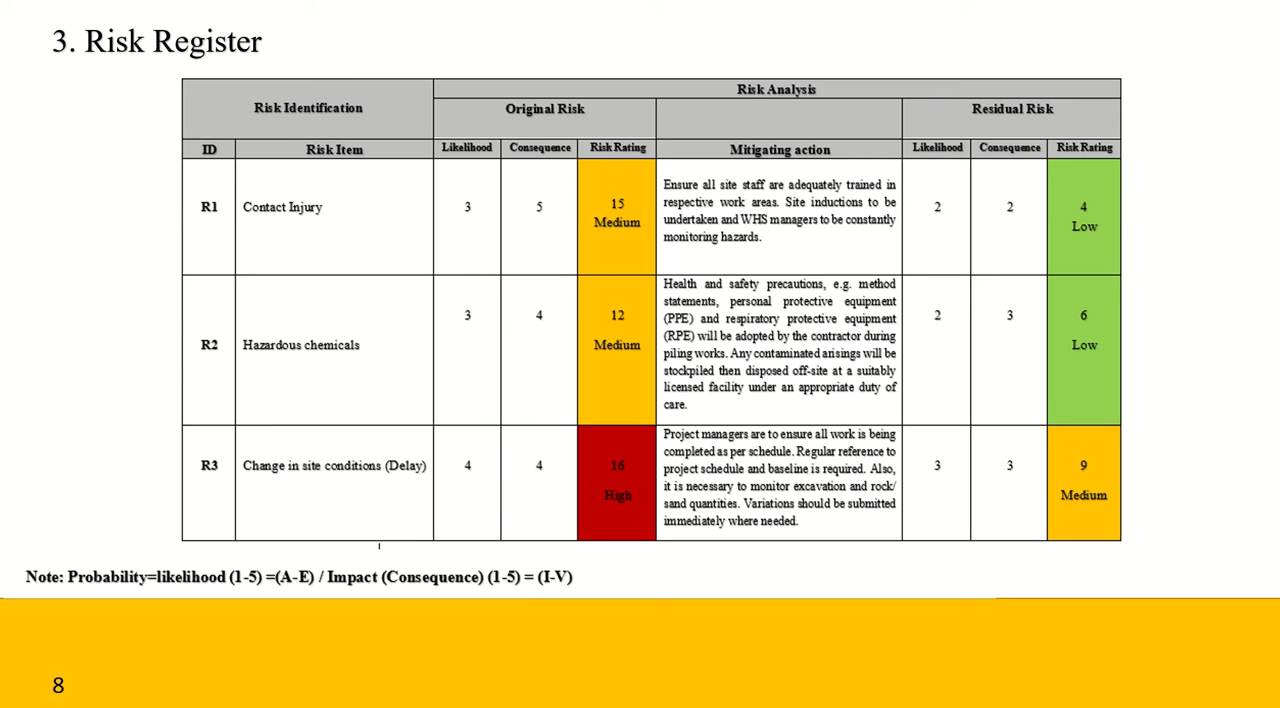 3. Risk Register
Risk Identification
Risk Analysis
Original Risk
Residual Risk
ID
Risk Item
Likelihood
Consequence
Risk Rating
Mitigating action
Likelihood
Consequence
Risk Rating
R1
Contact Injury
3
5
15
Medium
Ensure all site staff are adequately trained in
respective work areas. Site inductions to be
undertaken and WHS managers to be constantly
monitoring hazards.
2
2
4
Low
R2
Hazardous chemicals
3
4
12
Medium
Health and safety precautions, e.g. method
statements, personal protective equipment
(PPE) and respiratory protective equipment
(RPE) will be adopted by the contractor during
piling works. Any contaminated arisings will be
stockpiled then disposed off-site at a suitably
licensed facility under an appropriate duty of
care.
2
3
6
Low
R3
Change in site conditions (Delay)
4
4
16
High
Project managers are to ensure all work is being
completed as per schedule. Regular reference to
project schedule and baseline is required. Also,
it is necessary to monitor excavation and rock/
sand quantities. Variations should be submitted
immediately where needed.
3
3
9
Medium
Note: Probability=likelihood (1-5) =(A-E) / Impact (Consequence) (1-5) = (I-V)
8